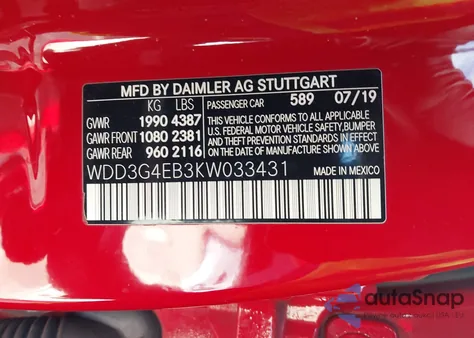 MFD BY DAIMLER AG STUTTGART
KG LBS
PASSENGER CAR 589 07/19
GVWR 1990 4387
GAWR FRONT 1080 2381
GAWR REAR 960 2116
THIS VEHICLE CONFORMS TO ALL APPLICABLE
U.S. FEDERAL MOTOR VEHICLE SAFETY, BUMPER,
AND THEFT PREVENTION STANDARDS IN EFFECT
ON THE DATE OF MANUFACTURE SHOWN ABOVE.
WDD3G4EB3KW033431
MADE IN MEXICO
autoSnap